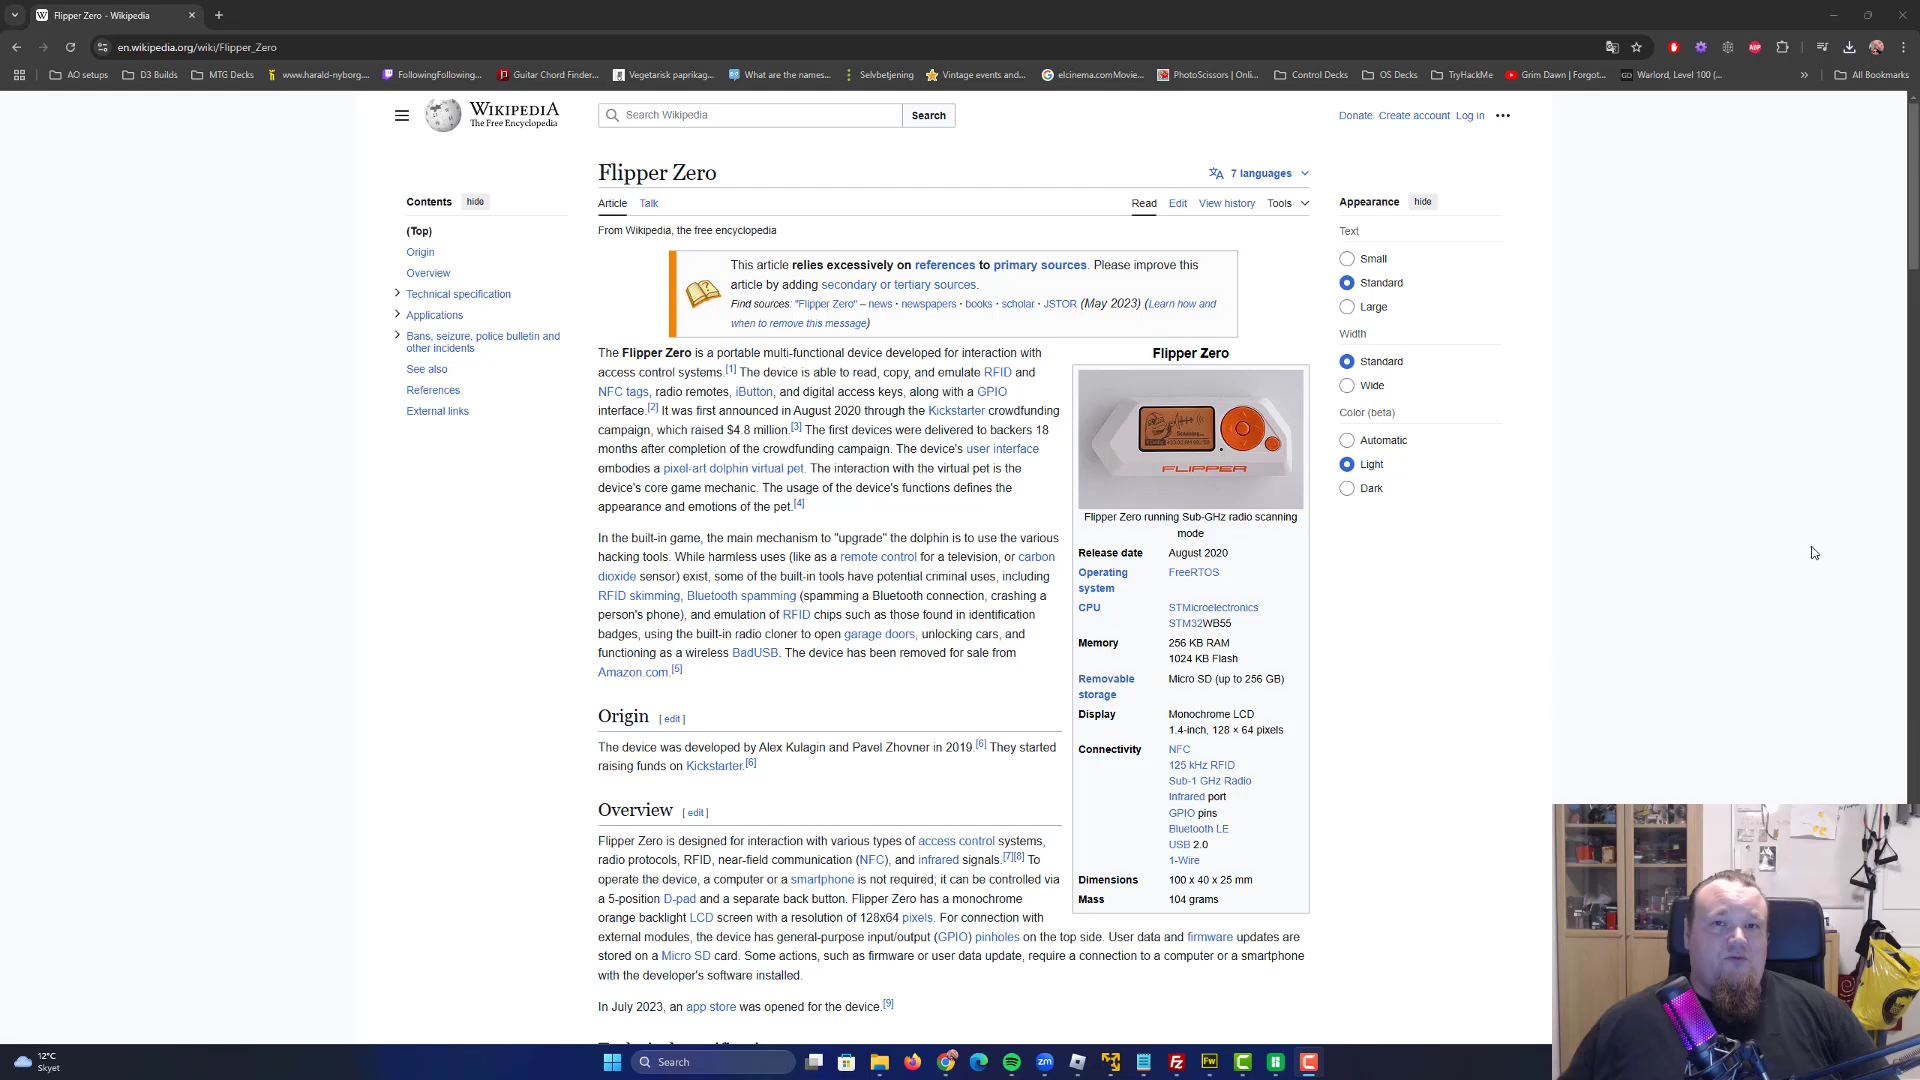 Flipper Zero - Wikipedia
en.wikipedia.org/wiki/Flipper_Zero
AO setups
D3 Builds
MTG Decks
www.harald-nyborg....
FollowingFollowing...
Guitar Chord Finder...
Vegetarisk paprikag...
What are the names...
Selvbetjening
Vintage events and...
elcinema.comMovie...
PhotoScissors | Onli...
Control Decks
OS Decks
TryHackMe
Grim Dawn | Forgot...
Warlord, Level 100 (...
All Bookmarks
WIKIPEDIA
The Free Encyclopedia
Search Wikipedia
Search
Donate Create account Log in
Flipper Zero
7 languages
Article Talk
Read Edit View history Tools
From Wikipedia, the free encyclopedia
Contents hide
(Top)
Origin
Overview
Technical specification
Applications
Bans, seizure, police bulletin and
other incidents
See also
References
External links
This article relies excessively on references to primary sources. Please improve this
article by adding secondary or tertiary sources.
Find sources: "Flipper Zero" – news · newspapers · books · scholar · JSTOR (May 2023) (Learn how and
when to remove this message)
The Flipper Zero is a portable multi-functional device developed for interaction with
access control systems.[1] The device is able to read, copy, and emulate RFID and
NFC tags, radio remotes, iButton, and digital access keys, along with a GPIO
interface.[2] It was first announced in August 2020 through the Kickstarter crowdfunding
campaign, which raised $4.8 million.[3] The first devices were delivered to backers 18
months after completion of the crowdfunding campaign. The device's user interface
embodies a pixel-art dolphin virtual pet. The interaction with the virtual pet is the
device's core game mechanic. The usage of the device's functions defines the
appearance and emotions of the pet.[4]
In the built-in game, the main mechanism to "upgrade" the dolphin is to use the various
hacking tools. While harmless uses (like as a remote control for a television, or carbon
dioxide sensor) exist, some of the built-in tools have potential criminal uses, including
RFID skimming, Bluetooth spamming (spamming a Bluetooth connection, crashing a
person's phone), and emulation of RFID chips such as those found in identification
badges, using the built-in radio cloner to open garage doors, unlocking cars, and
functioning as a wireless BadUSB. The device has been removed for sale from
Amazon.com.[5]
Origin [ edit ]
The device was developed by Alex Kulagin and Pavel Zhovner in 2019.[6] They started
raising funds on Kickstarter.[6]
Overview [ edit ]
Flipper Zero is designed for interaction with various types of access control systems,
radio protocols, RFID, near-field communication (NFC), and infrared signals.[7][8] To
operate the device, a computer or a smartphone is not required; it can be controlled via
a 5-position D-pad and a separate back button. Flipper Zero has a monochrome
orange backlight LCD screen with a resolution of 128x64 pixels. For connection with
external modules, the device has general-purpose input/output (GPIO) pinholes on the top side. User data and firmware updates are
stored on a Micro SD card. Some actions, such as firmware or user data update, require a connection to a computer or a smartphone
with the developer's software installed.
In July 2023, an app store was opened for the device.[9]
Flipper Zero
Scanning...
FLIPPER
Flipper Zero running Sub-GHz radio scanning
mode
Release date August 2020
Operating
system FreeRTOS
CPU STMicroelectronics
STM32WB55
Memory 256 KB RAM
1024 KB Flash
Removable
storage Micro SD (up to 256 GB)
Display Monochrome LCD
1.4-inch, 128 × 64 pixels
Connectivity NFC
125 kHz RFID
Sub-1 GHz Radio
Infrared port
GPIO pins
Bluetooth LE
USB 2.0
1-Wire
Dimensions 100 x 40 x 25 mm
Mass 104 grams
Appearance hide
Text
Small
Standard
Large
Width
Standard
Wide
Color (beta)
Automatic
Light
Dark
12°C
Skyet
Search